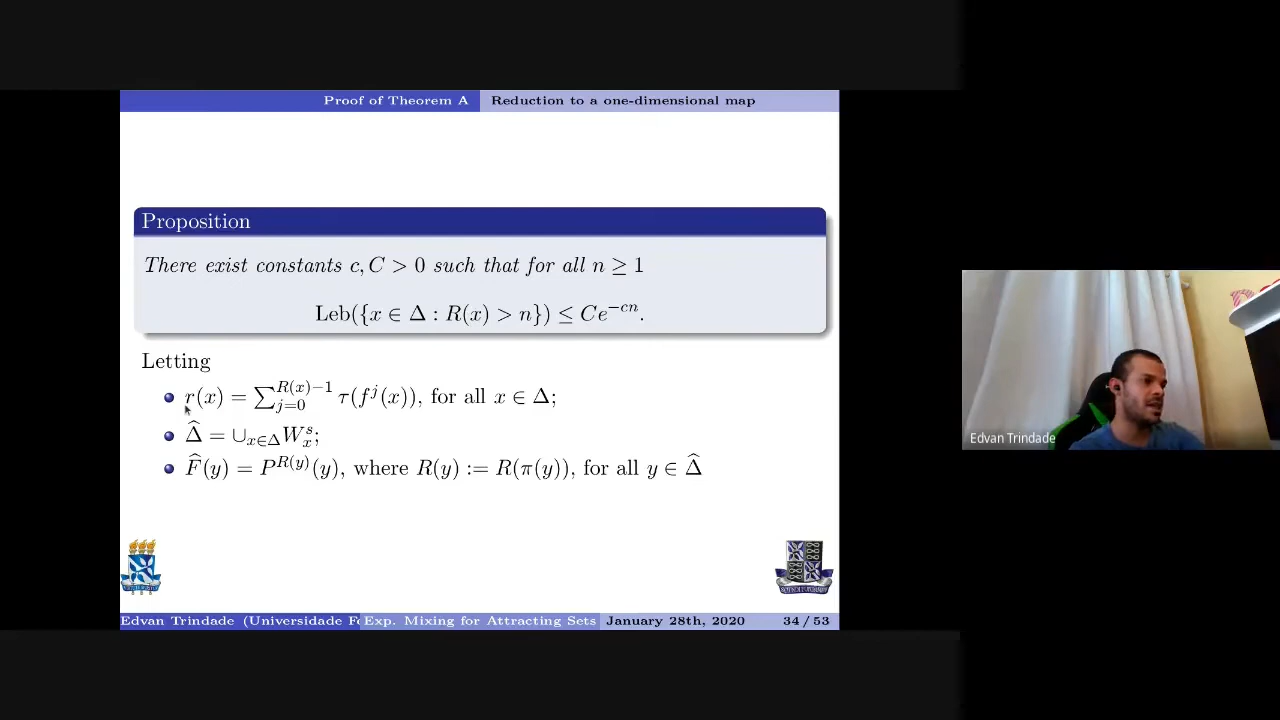 Proof of Theorem A Reduction to a one-dimensional map
Proposition
There exist constants c, C > 0 such that for all n ≥ 1
Leb({x ∈ Δ : R(x) > n}) ≤ Ce^{−cn}.
Letting
r(x) = ∑_{j=0}^{R(x)−1} τ(f^j(x)), for all x ∈ Δ;
Δ̂ = ∪_{x∈Δ} W^s_x;
F̂(y) = P^{R(y)}(y), where R(y) := R(π(y)), for all y ∈ Δ̂
Edvan Trindade (Universidade Fe Exp. Mixing for Attracting Sets January 28th, 2020 34 / 53
Edvan Trindade